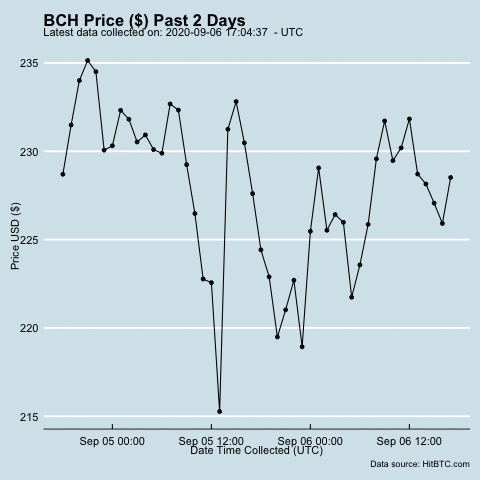 BCH Price ($) Past 2 Days
Latest data collected on: 2020-09-06 17:04:37 - UTC
235
230
225
220
215
Price USD ($)
Sep 05 00:00 Sep 05 12:00 Sep 06 00:00 Sep 06 12:00
Date Time Collected (UTC)
Data source: HitBTC.com